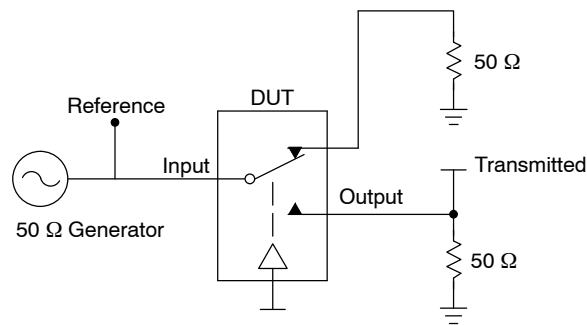 50 Ω
DUT
Reference
Input
Transmitted
Output
50 Ω Generator
50 Ω